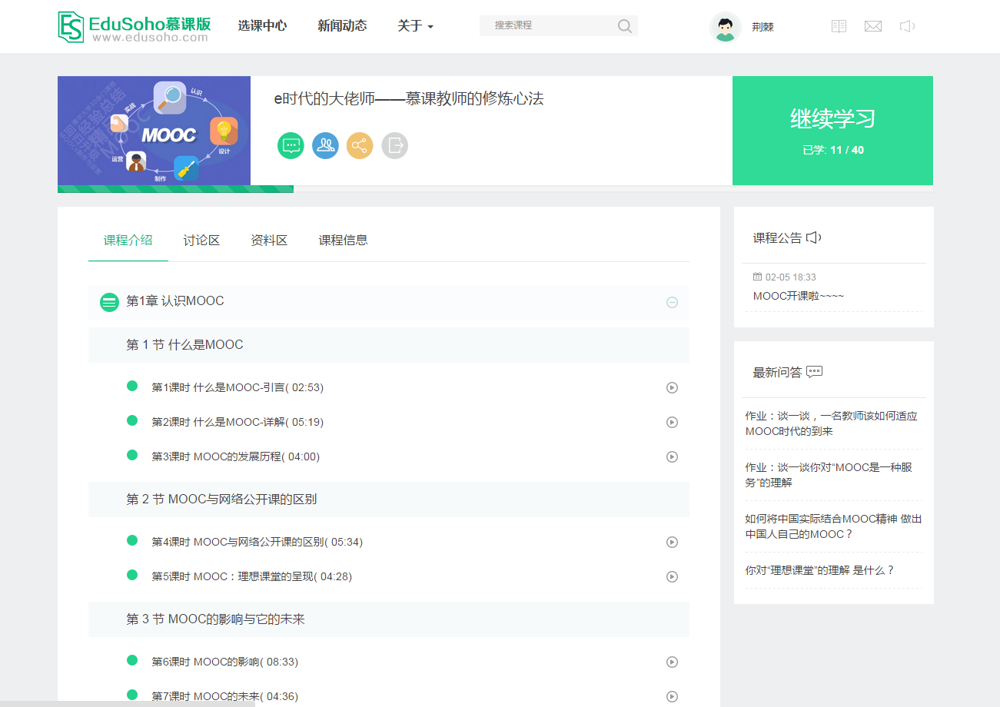 EduSoho慕课版
www.edusoho.com
选课中心
新闻动态
关于
搜索课程
荆棘
MOOC
认识
设计
制作
运营
实战
e时代的大佬师——慕课教师的修炼心法
继续学习
已学: 11 / 40
课程介绍
讨论区
资料区
课程信息
第1章 认识MOOC
第 1 节 什么是MOOC
第1课时 什么是MOOC-引言( 02:53)
第2课时 什么是MOOC-详解( 05:19)
第3课时 MOOC的发展历程( 04:00)
第 2 节 MOOC与网络公开课的区别
第4课时 MOOC与网络公开课的区别( 05:34)
第5课时 MOOC：理想课堂的呈现( 04:28)
第 3 节 MOOC的影响与它的未来
第6课时 MOOC的影响( 08:33)
第7课时 MOOC的未来( 04:36)
课程公告
02-05 18:33
MOOC开课啦~~~~
最新问答
作业：谈一谈，一名教师该如何适应
MOOC时代的到来
作业：谈一谈你对“MOOC是一种服
务”的理解
如何将中国实际结合MOOC精神 做出
中国人自己的MOOC？
你对“理想课堂”的理解 是什么？